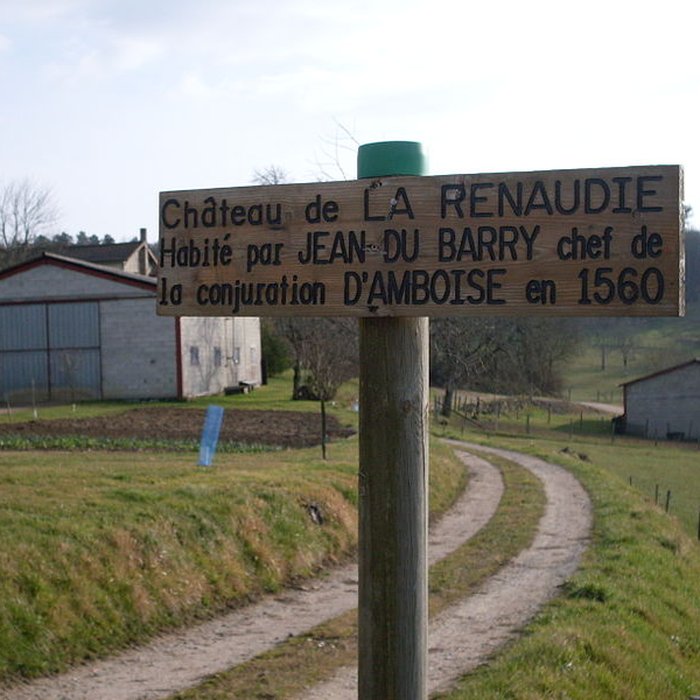 Château de LA RENAUDIE
Habité par JEAN DU BARRY chef de
la conjuration D'AMBOISE en 1560